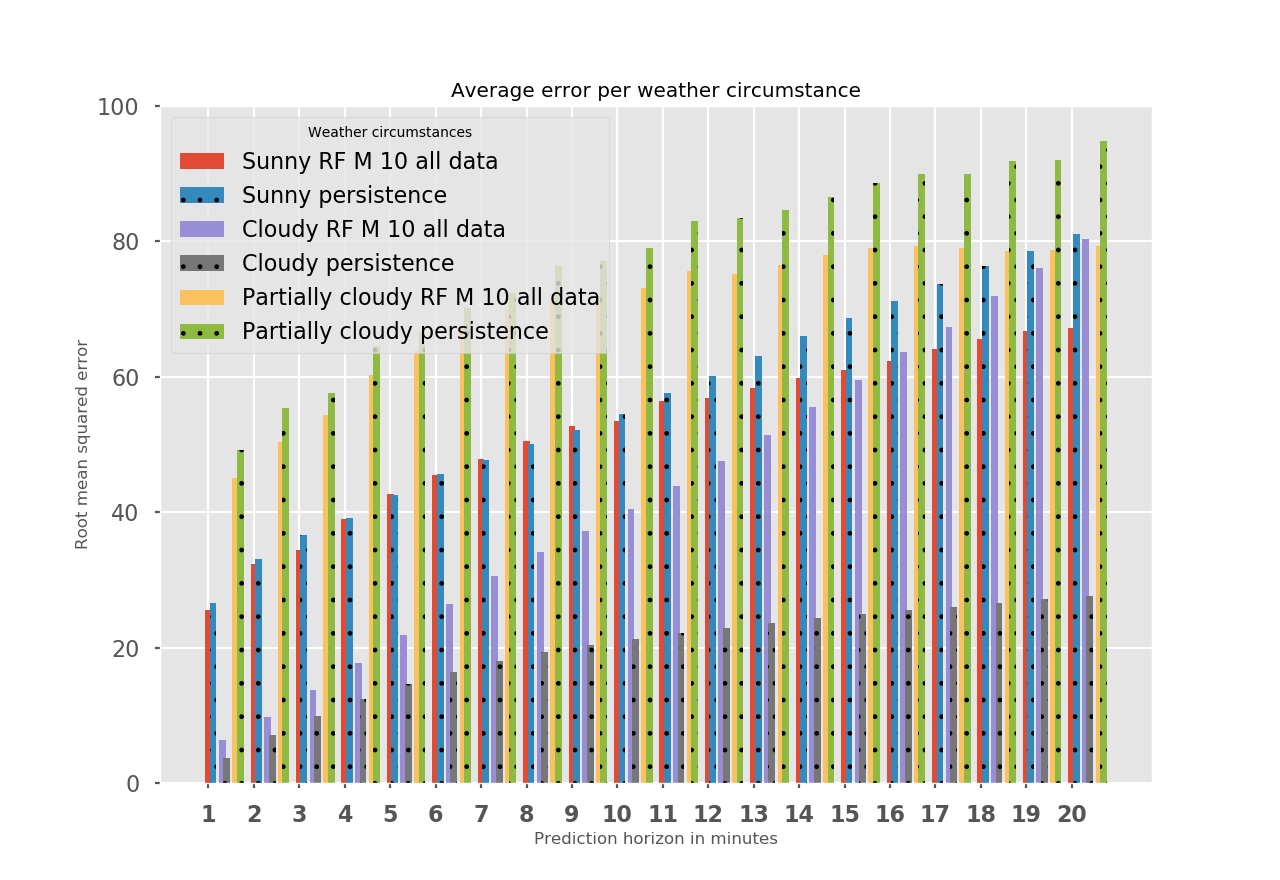 Average error per weather circumstance
100
80
60
40
20
0
Root mean squared error
Weather circumstances
Sunny RF M 10 all data
Sunny persistence
Cloudy RF M 10 all data
Cloudy persistence
Partially cloudy RF M 10 all data
Partially cloudy persistence
1 2 3 4 5 6 7 8 9 10 11 12 13 14 15 16 17 18 19 20
Prediction horizon in minutes